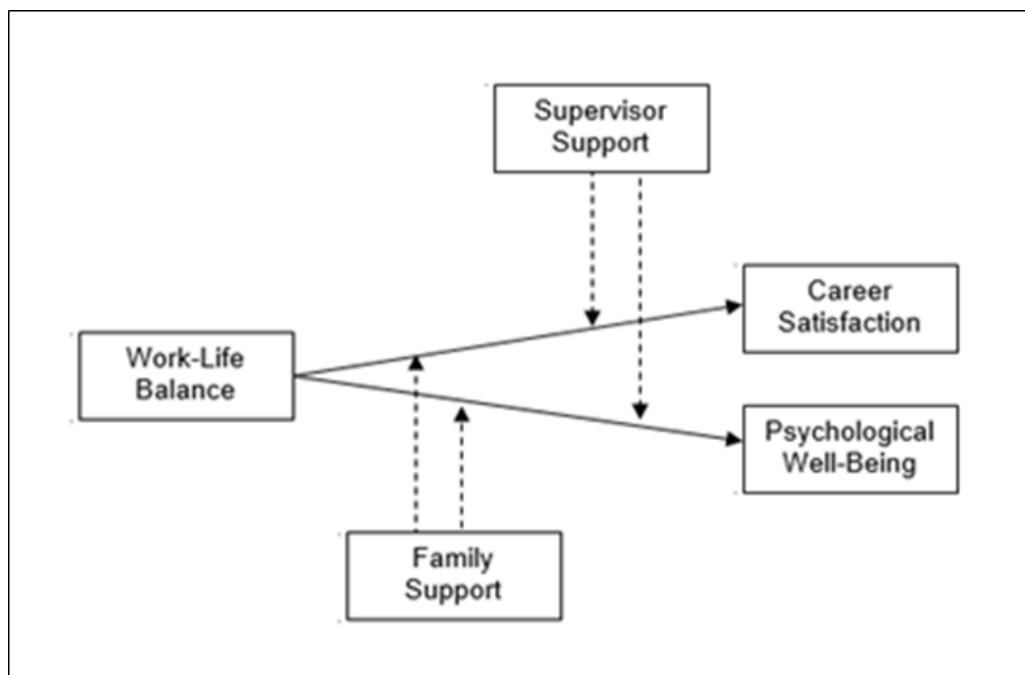 Supervisor
Support
Career
Satisfaction
Work-Life
Balance
Psychological
Well-Being
Family
Support